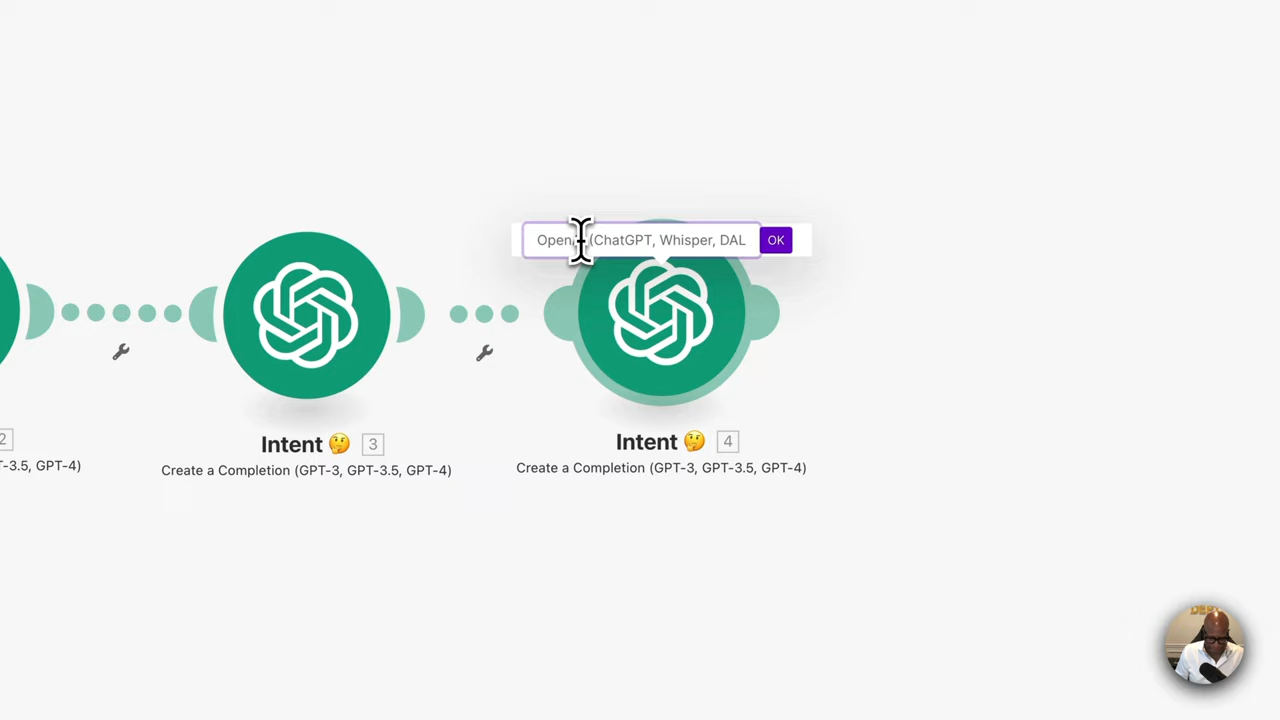 Open (ChatGPT, Whisper, DAL
OK
Intent 🤔 3
Create a Completion (GPT-3, GPT-3.5, GPT-4)
Intent 🤔 4
Create a Completion (GPT-3, GPT-3.5, GPT-4)
2
T-3.5, GPT-4)